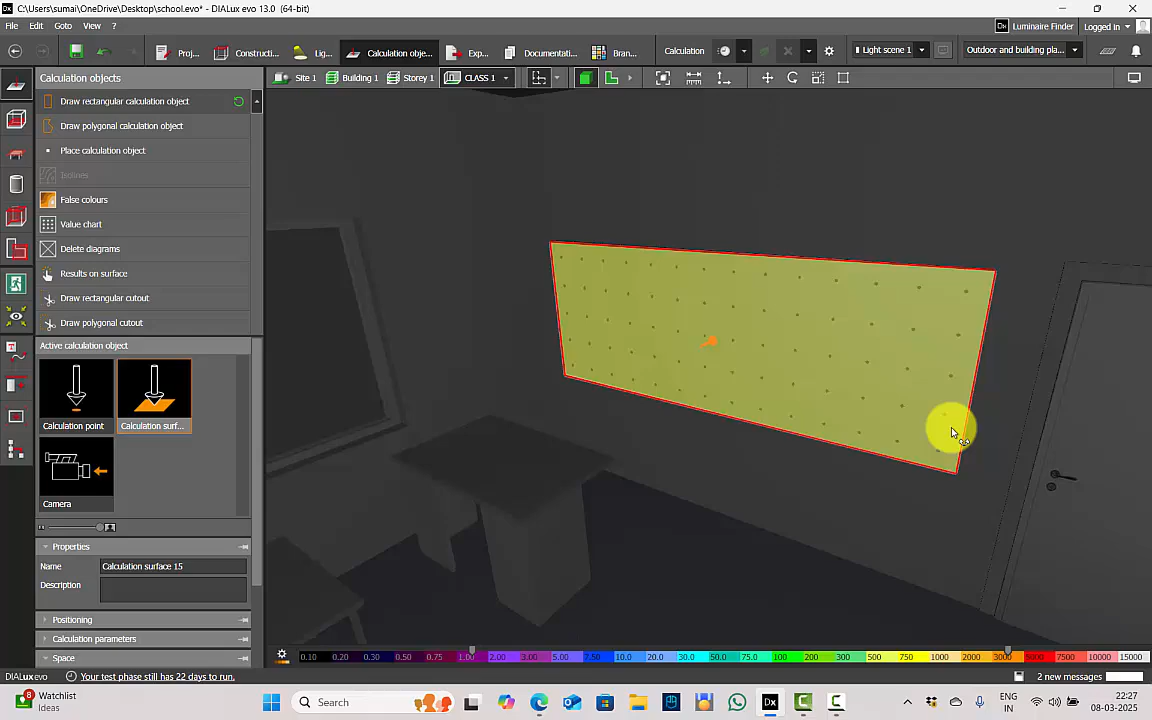 C:\Users\sumai\OneDrive\Desktop\school.evo* - DIALux evo 13.0 (64-bit)
File Edit Goto View ?
Luminaire Finder
Logged in
Proj...
Constructi...
Lig...
Calculation obje...
Exp...
Documentati...
Bran...
Calculation
Light scene 1
Outdoor and building pla...
Calculation objects
Site 1
Building 1
Storey 1
CLASS 1
Draw rectangular calculation object
Draw polygonal calculation object
Place calculation object
Isolines
False colours
Value chart
Delete diagrams
Results on surface
Draw rectangular cutout
Draw polygonal cutout
Active calculation object
Calculation point
Calculation surf...
Camera
Properties
Name Calculation surface 15
Description
Positioning
Calculation parameters
Space
0.10 0.20 0.30 0.50 0.75 1.00 2.00 3.00 5.00 7.50 10.0 20.0 30.0 50.0 75.0 100 200 300 500 750 1000 2000 3000 5000 7500 10000 15000
DIALux evo
Your test phase still has 22 days to run.
2 new messages
8
Watchlist
Ideas
Search
ENG
IN
22:27
08-03-2025